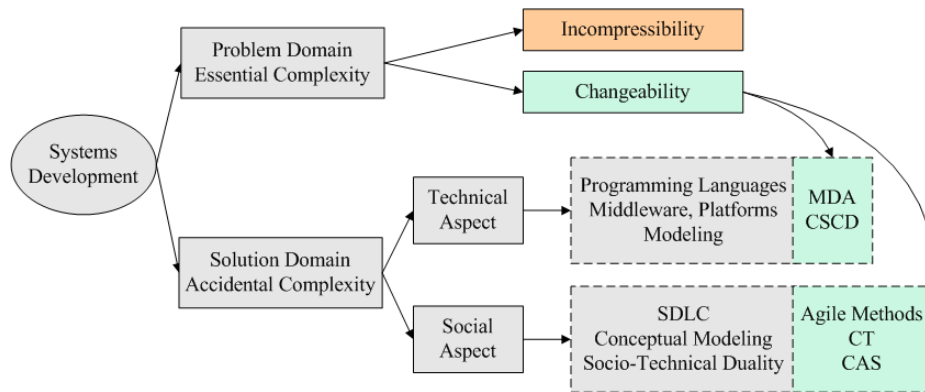 Incompressibility
Problem Domain
Essential Complexity
Changeability
Systems
Development
Technical
Aspect
Programming Languages
Middleware, Platforms
Modeling
MDA
CSCD
Solution Domain
Accidental Complexity
Social
Aspect
SDLC
Conceptual Modeling
Socio-Technical Duality
Agile Methods
CT
CAS